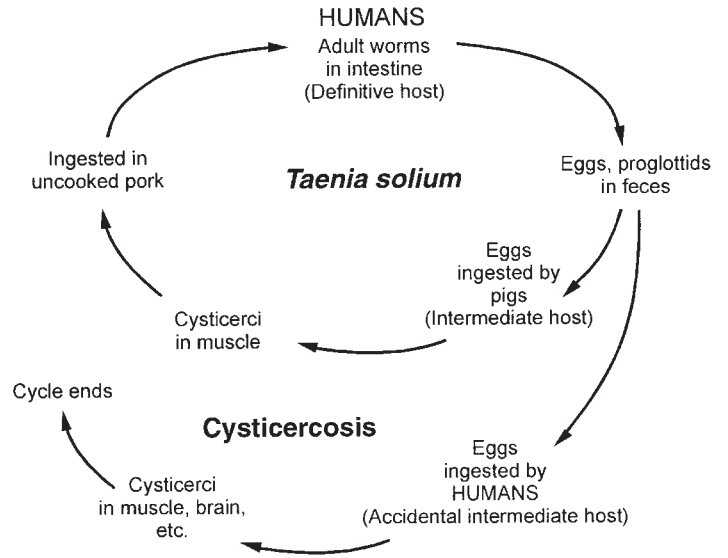 HUMANS
Adult worms
in intestine
(Definitive host)
Ingested in
uncooked pork
Taenia solium
Eggs, proglottids
in feces
Eggs
ingested by
pigs
(Intermediate host)
Cysticerci
in muscle
Cycle ends
Cysticercosis
Eggs
ingested by
HUMANS
(Accidental intermediate host)
Cysticerci
in muscle, brain,
etc.